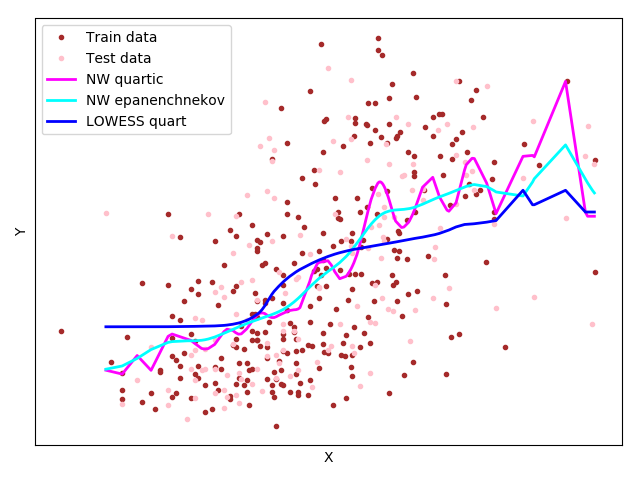 Train data
Test data
NW quartic
NW epanenchnekov
LOWESS quart
Y
X